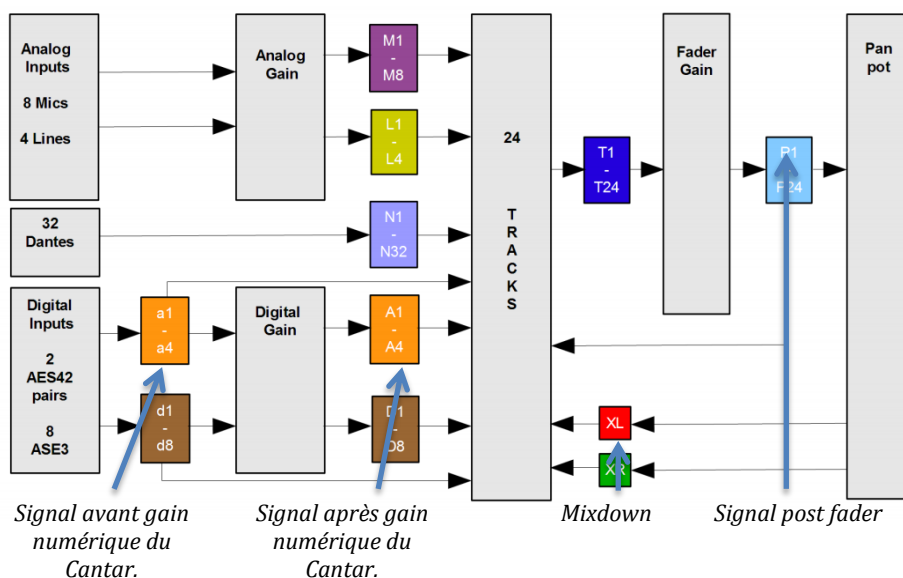 Analog
Inputs
8 Mics
4 Lines
Analog
Gain
M1
-
M8
L1
-
L4
24
T
R
A
C
K
S
T1
-
T24
Fader
Gain
P1
-
P24
Pan
pot
32
Dantes
N1
-
N32
Digital
Inputs
2
AES42
pairs
8
ASE3
a1
-
a4
d1
-
d8
Digital
Gain
A1
-
A4
D1
-
D8
XL
XR
Signal avant gain
numérique du
Cantar.
Signal après gain
numérique du
Cantar.
Mixdown
Signal post fader